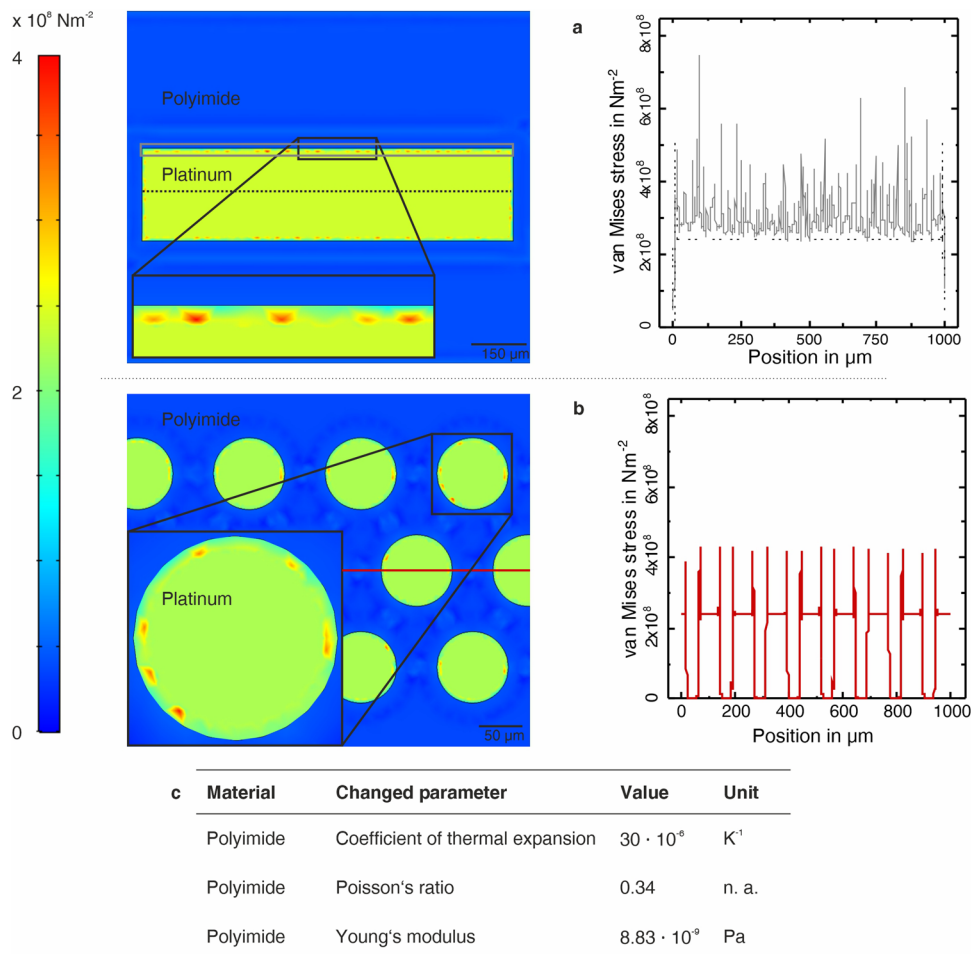 x 10⁸ Nm⁻²
4
2
0
Polyimide
Platinum
150 µm
a
van Mises stress in Nm⁻²
8x10⁸
6x10⁸
4x10⁸
2x10⁸
0
0 250 500 750 1000
Position in µm
Polyimide
Platinum
50 µm
b
van Mises stress in Nm⁻²
8x10⁸
6x10⁸
4x10⁸
2x10⁸
0
0 200 400 600 800 1000
Position in µm
c Material Changed parameter Value Unit
Polyimide Coefficient of thermal expansion 30 · 10⁻⁶ K⁻¹
Polyimide Poisson‘s ratio 0.34 n. a.
Polyimide Young‘s modulus 8.83 · 10⁻⁹ Pa